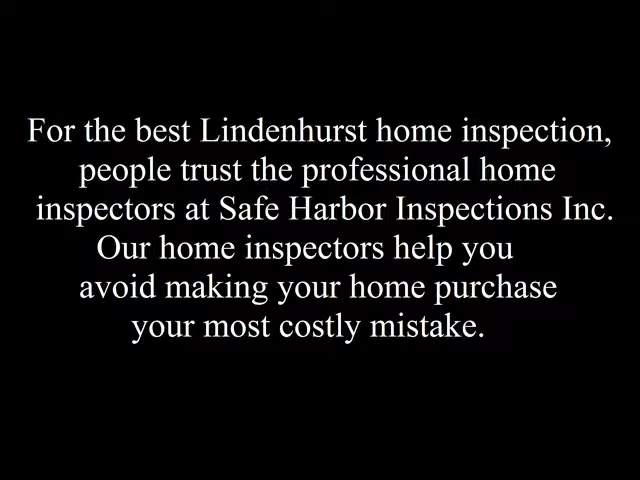 For the best Lindenhurst home inspection,
people trust the professional home
inspectors at Safe Harbor Inspections Inc.
Our home inspectors help you
avoid making your home purchase
your most costly mistake.